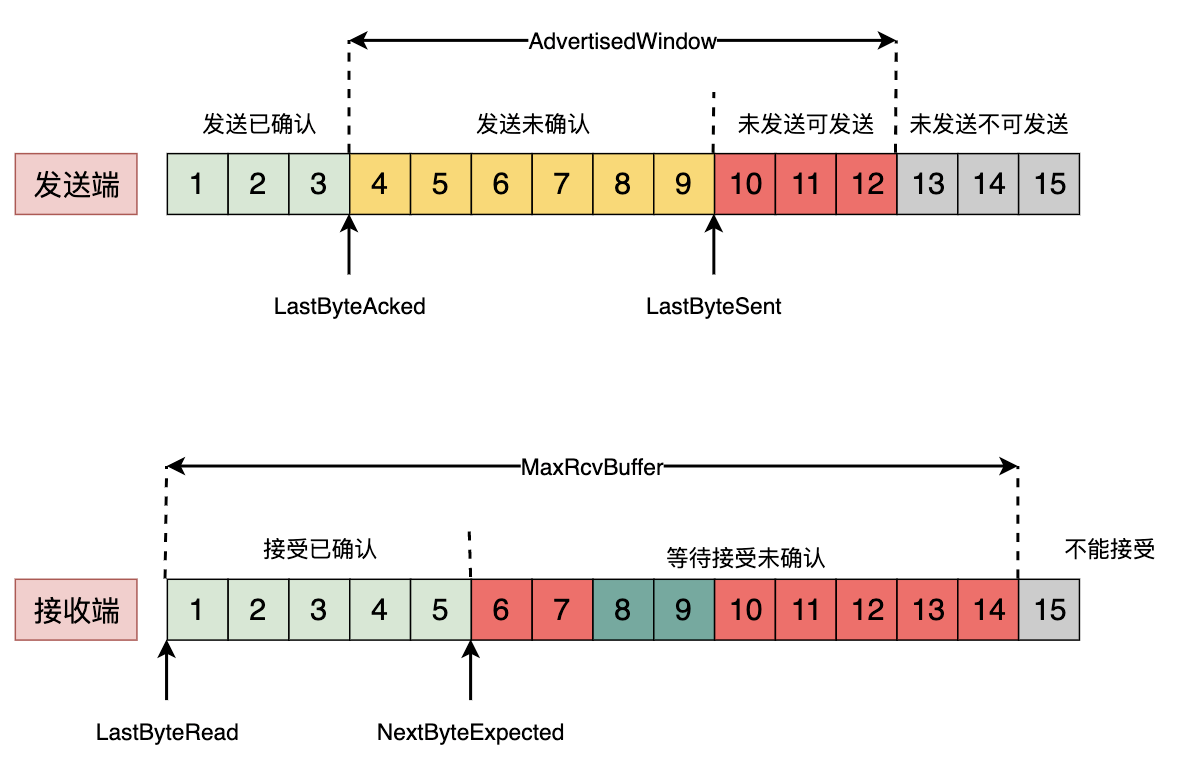 AdvertisedWindow
发送已确认 发送未确认 未发送可发送 未发送不可发送
发送端 1 2 3 4 5 6 7 8 9 10 11 12 13 14 15
LastByteAcked LastByteSent
MaxRcvBuffer
接受已确认 等待接受未确认 不能接受
接收端 1 2 3 4 5 6 7 8 9 10 11 12 13 14 15
LastByteRead NextByteExpected